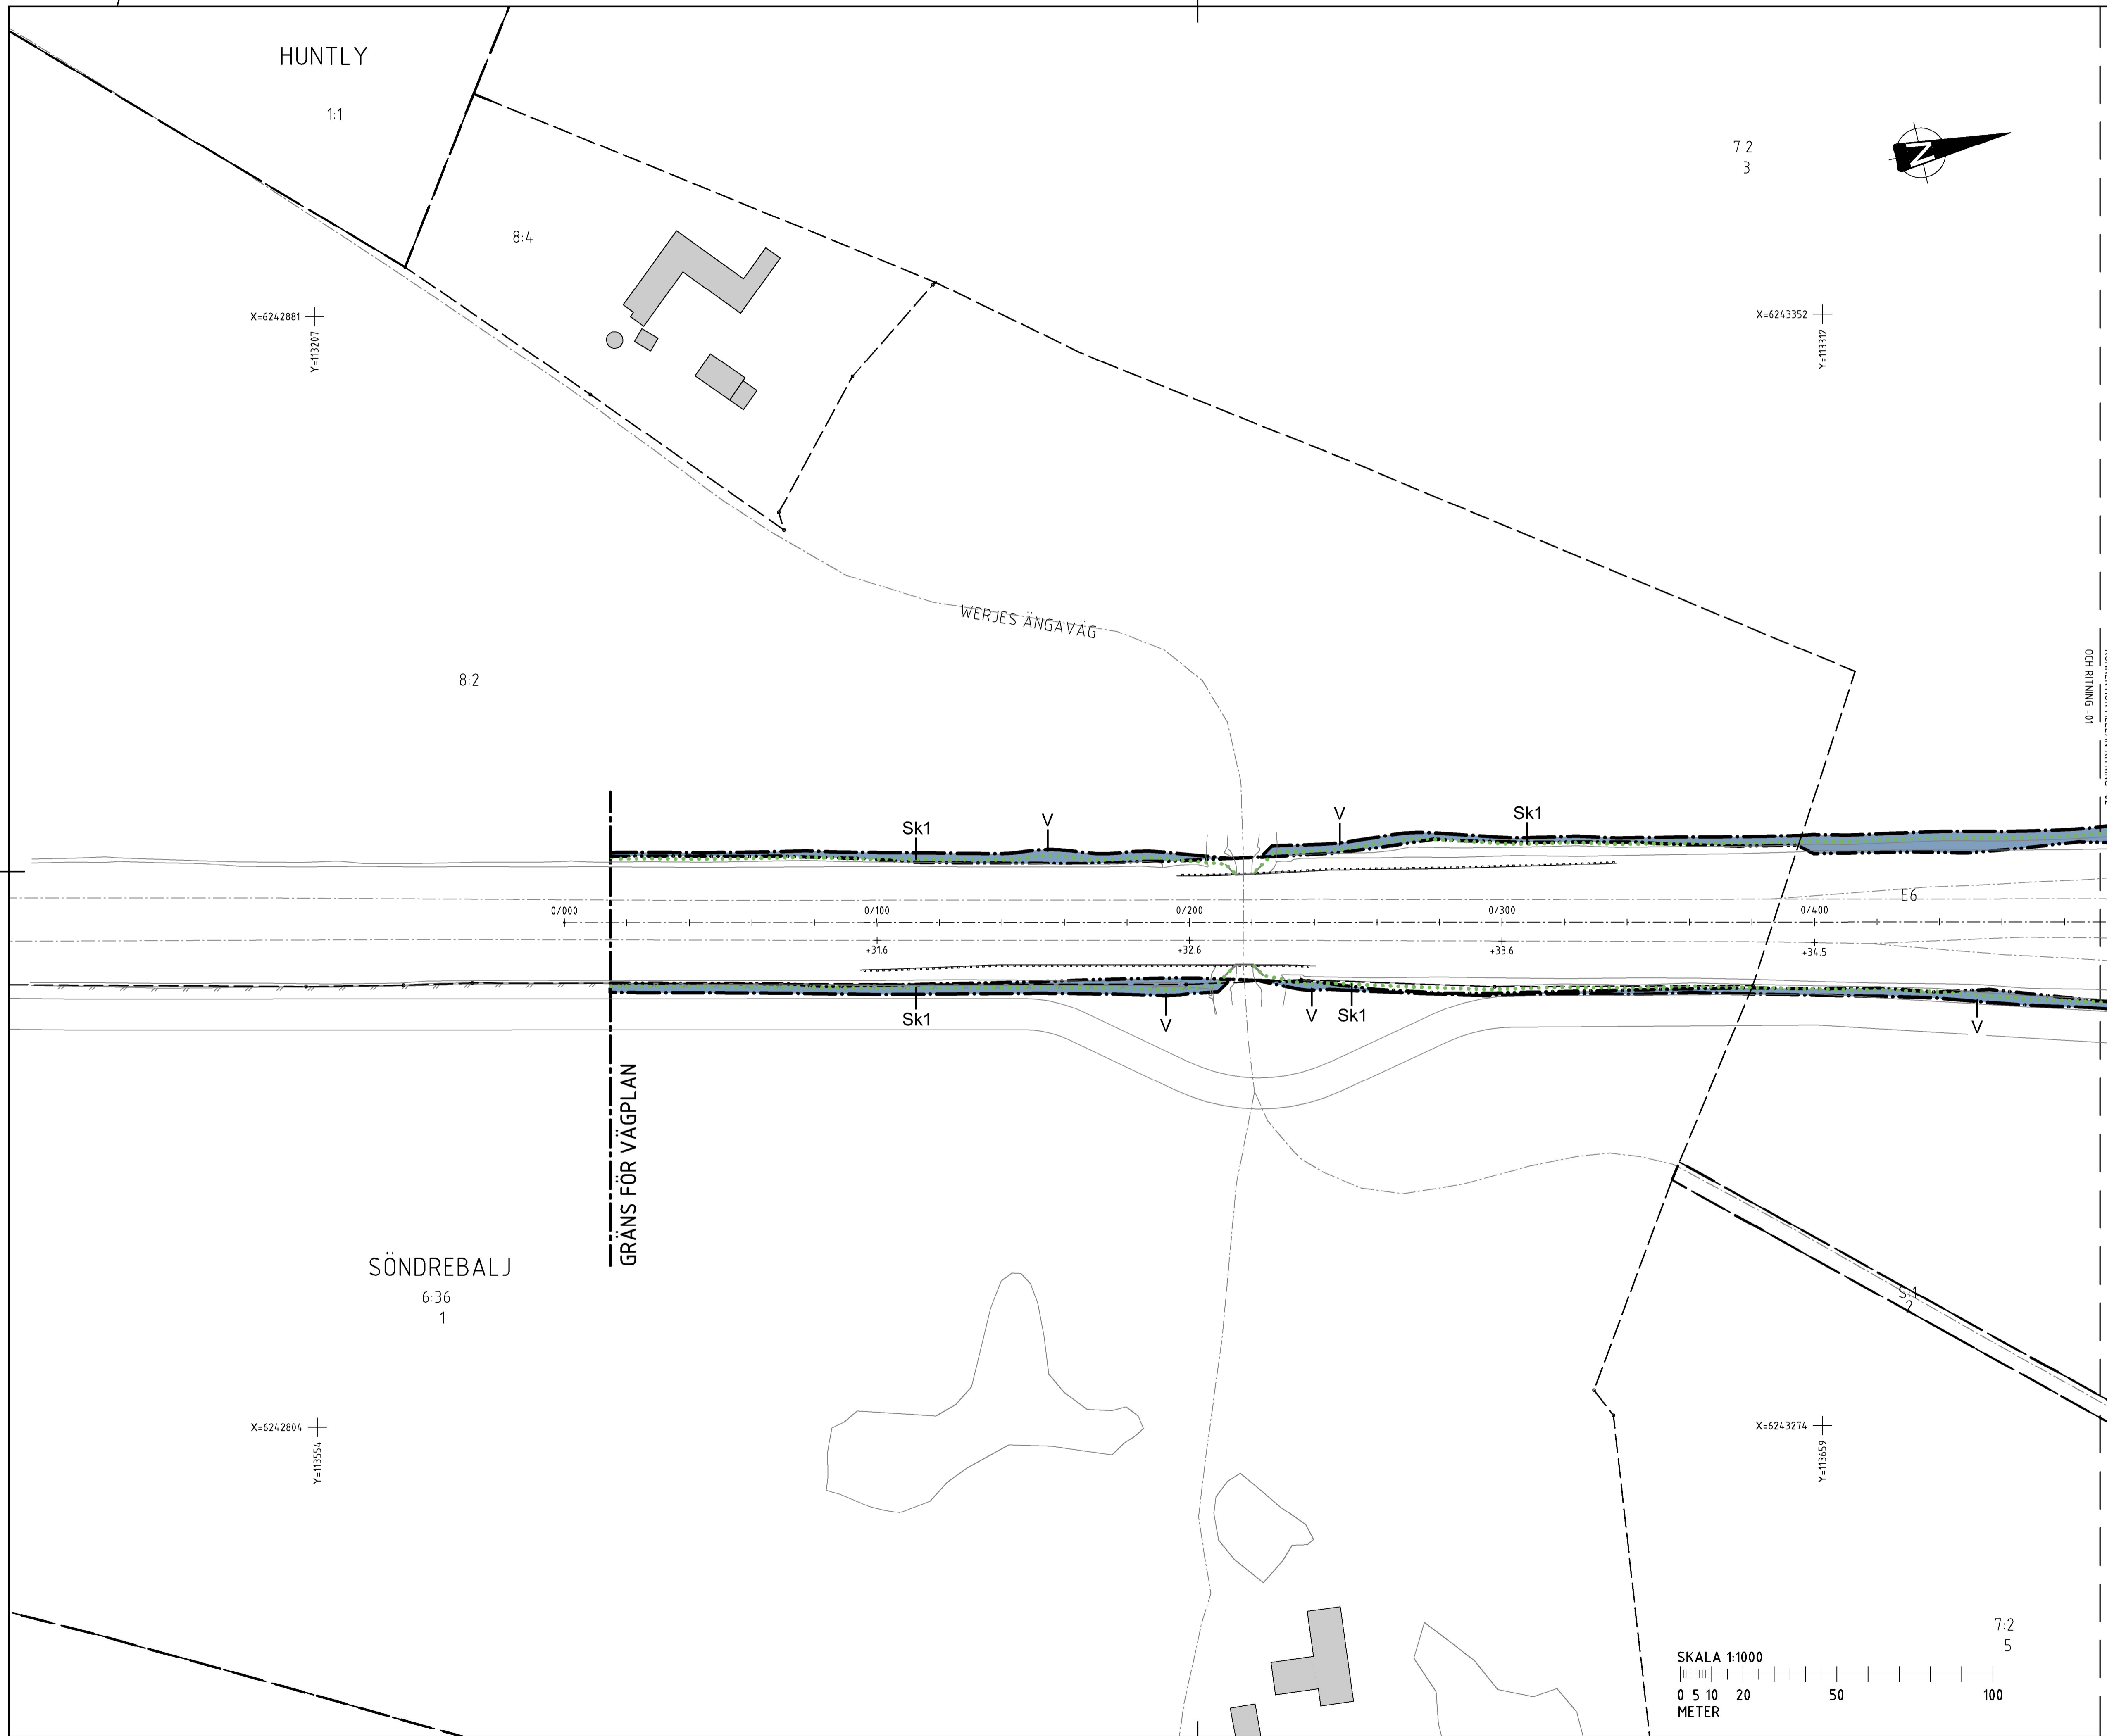 HUNTLY
1:1
7:2
3
N
8:4
X=6242881
Y=113207
X=6243352
Y=113312
WERJES ÄNGAVÄG
8:2
OCH RITNING -01
Sk1
V
V
Sk1
E6
0/000
0/100
0/200
0/300
0/400
+31.6
+32.6
+33.6
+34.5
Sk1
V
V
Sk1
V
GRÄNS FÖR VÄGPLAN
SÖNDREBALJ
6:36
1
S:1
2
X=6242804
Y=113554
X=6243274
Y=113659
7:2
5
SKALA 1:1000
0 5 10 20 50 100
METER